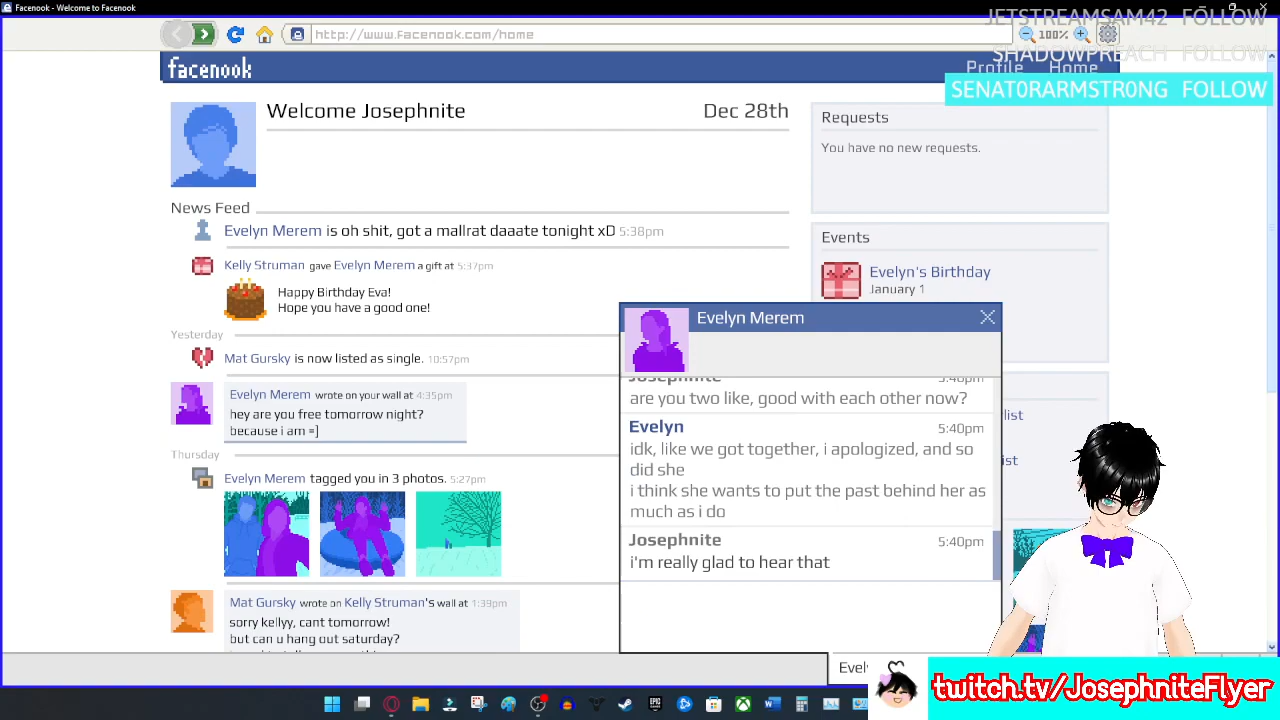 Facenook - Welcome to Facenook
JETSTREAMSAM42 FOLLOW
http://www.facenook.com/home
100%
SHADOWPREACH FOLLOW
facenook
Profile
Home
SENAT0RARMSTR0NG FOLLOW
Welcome Josephnite
Dec 28th
Requests
You have no new requests.
News Feed
Evelyn Merem is oh shit, got a mallrat daaate tonight xD 5:38pm
Events
Kelly Struman gave Evelyn Merem a gift at 5:37pm
Evelyn's Birthday
January 1
Happy Birthday Eva!
Hope you have a good one!
Yesterday
Mat Gursky is now listed as single. 10:57pm
Evelyn Merem wrote on your wall at 4:35pm
hey are you free tomorrow night?
because i am =]
Thursday
Evelyn Merem tagged you in 3 photos. 5:27pm
Mat Gursky wrote on Kelly Struman's wall at 1:39pm
sorry kellyy, cant tomorrow!
but can u hang out saturday?
Evelyn Merem
Josephnite 5:40pm
are you two like, good with each other now?
Evelyn 5:40pm
idk, like we got together, i apologized, and so
did she
i think she wants to put the past behind her as
much as i do
Josephnite 5:40pm
i'm really glad to hear that
list
ist
Evel
twitch.tv/JosephniteFlyer